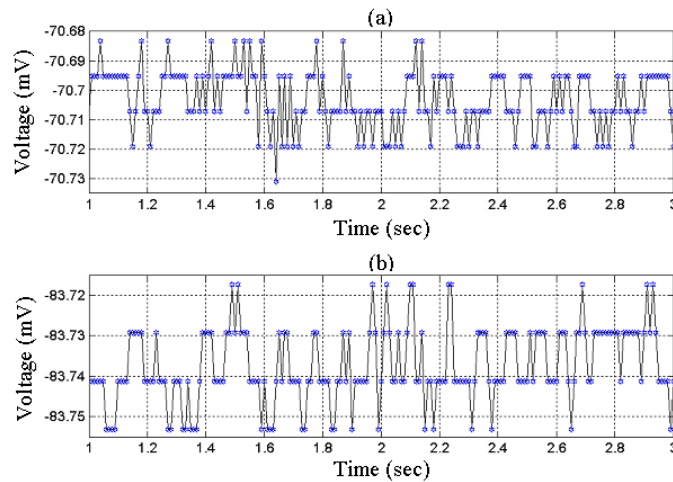 (a)
-70.68
-70.69
-70.7
-70.71
-70.72
-70.73
Voltage (mV)
1 1.2 1.4 1.6 1.8 2 2.2 2.4 2.6 2.8 3
Time (sec)
(b)
-83.72
-83.73
-83.74
-83.75
Voltage (mV)
1 1.2 1.4 1.6 1.8 2 2.2 2.4 2.6 2.8 3
Time (sec)